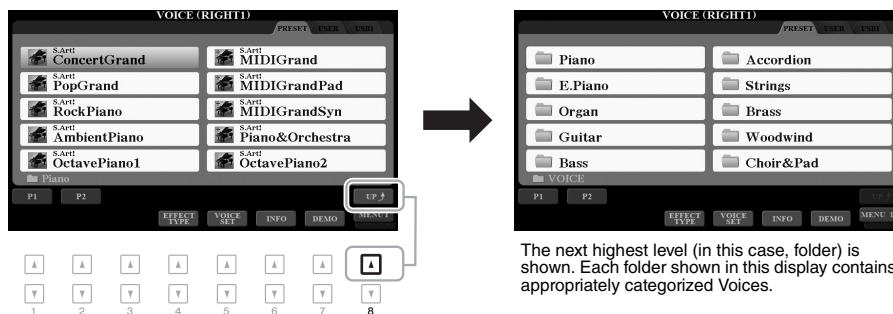 VOICE (RIGHT1)
PRESET USER USB1
S.Art!
ConcertGrand
S.Art!
MIDIGrand
S.Art!
PopGrand
S.Art!
MIDIGrandPad
S.Art!
RockPiano
S.Art!
MIDIGrandSyn
S.Art!
AmbientPiano
S.Art!
Piano&Orchestra
S.Art!
OctavePiano1
S.Art!
OctavePiano2
Piano
P1 P2 UP
EFFECT TYPE VOICE SET INFO DEMO MENU 1
1 2 3 4 5 6 7 8
VOICE (RIGHT1)
PRESET USER USB1
Piano Accordion
E.Piano Strings
Organ Brass
Guitar Woodwind
Bass Choir&Pad
VOICE
P1 P2 UP
EFFECT TYPE VOICE SET INFO DEMO MENU
The next highest level (in this case, folder) is
shown. Each folder shown in this display contains
appropriately categorized Voices.